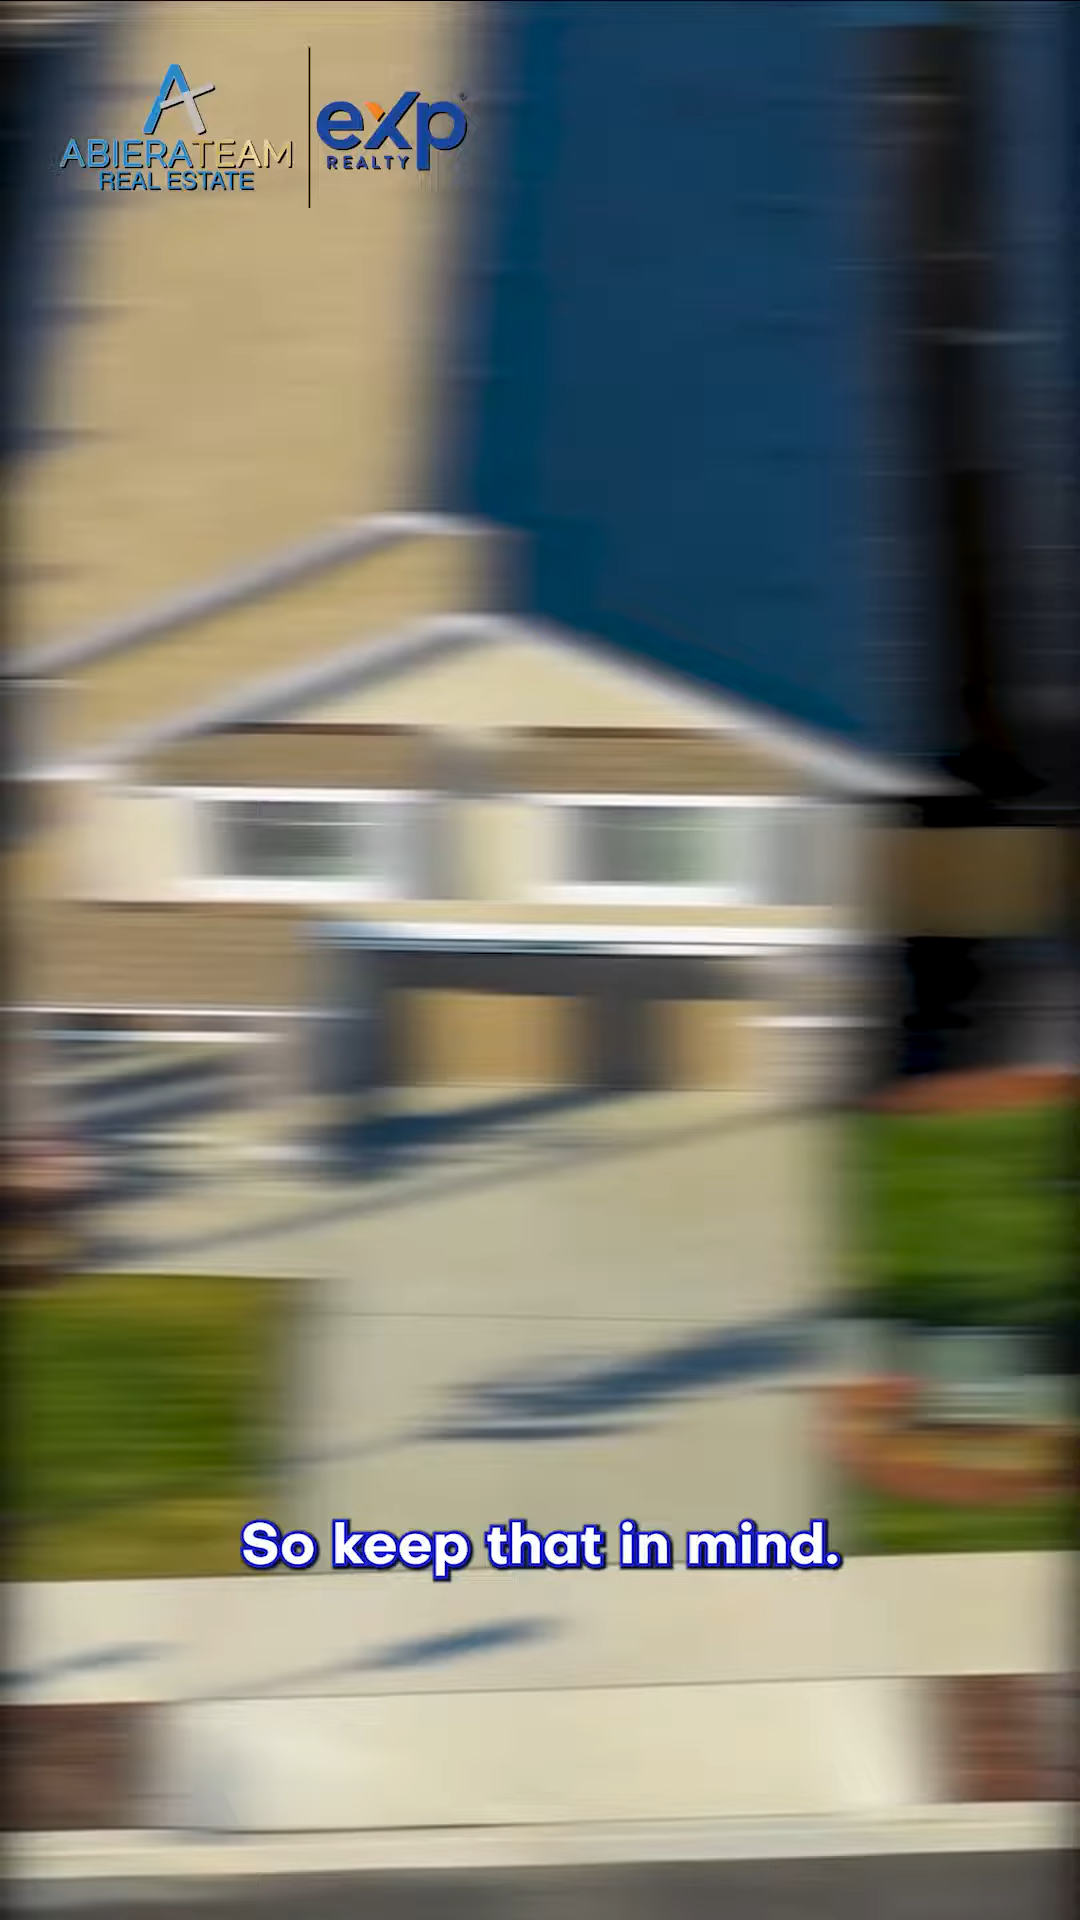 ABIERATEAM
REAL ESTATE
eXp
REALTY
So keep that in mind.